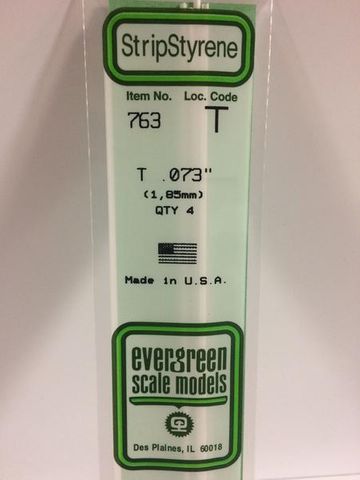 StripStyrene
Item No. Loc. Code
763 T
T .073"
(1,85mm)
QTY 4
Made in U.S.A.
evergreen
scale models
Des Plaines, IL 60018